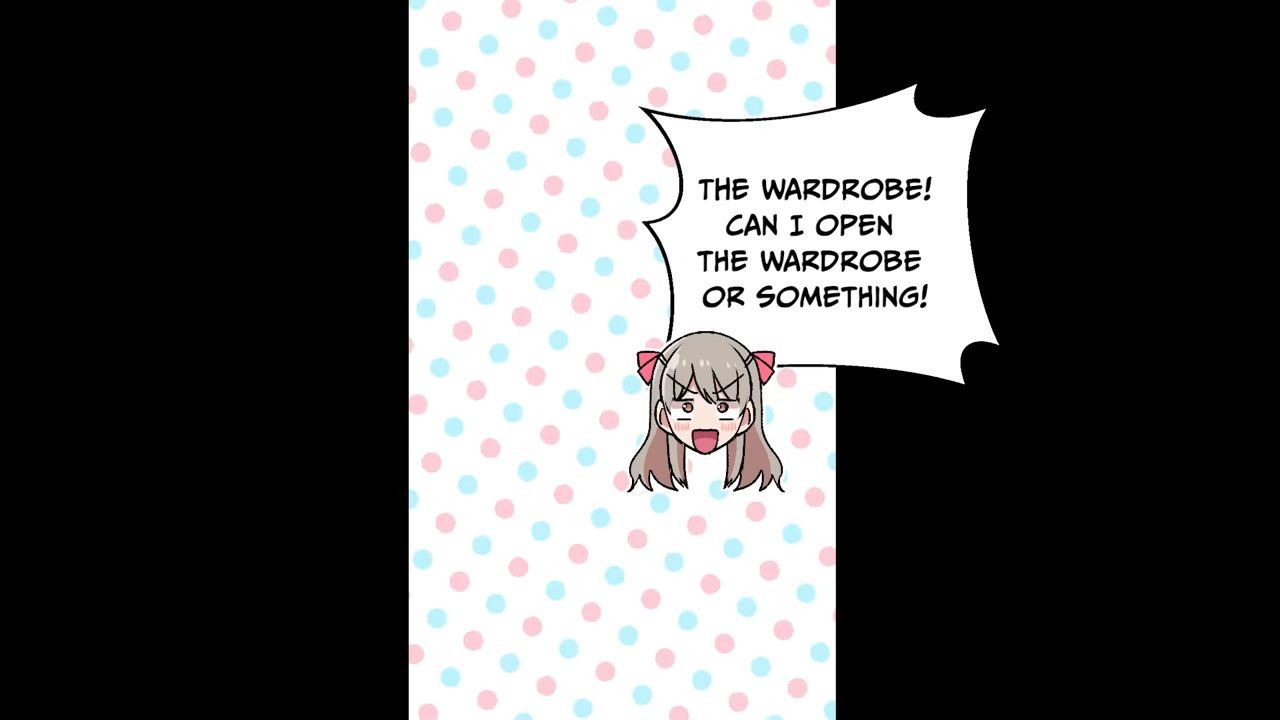 THE WARDROBE!
CAN I OPEN
THE WARDROBE
OR SOMETHING!